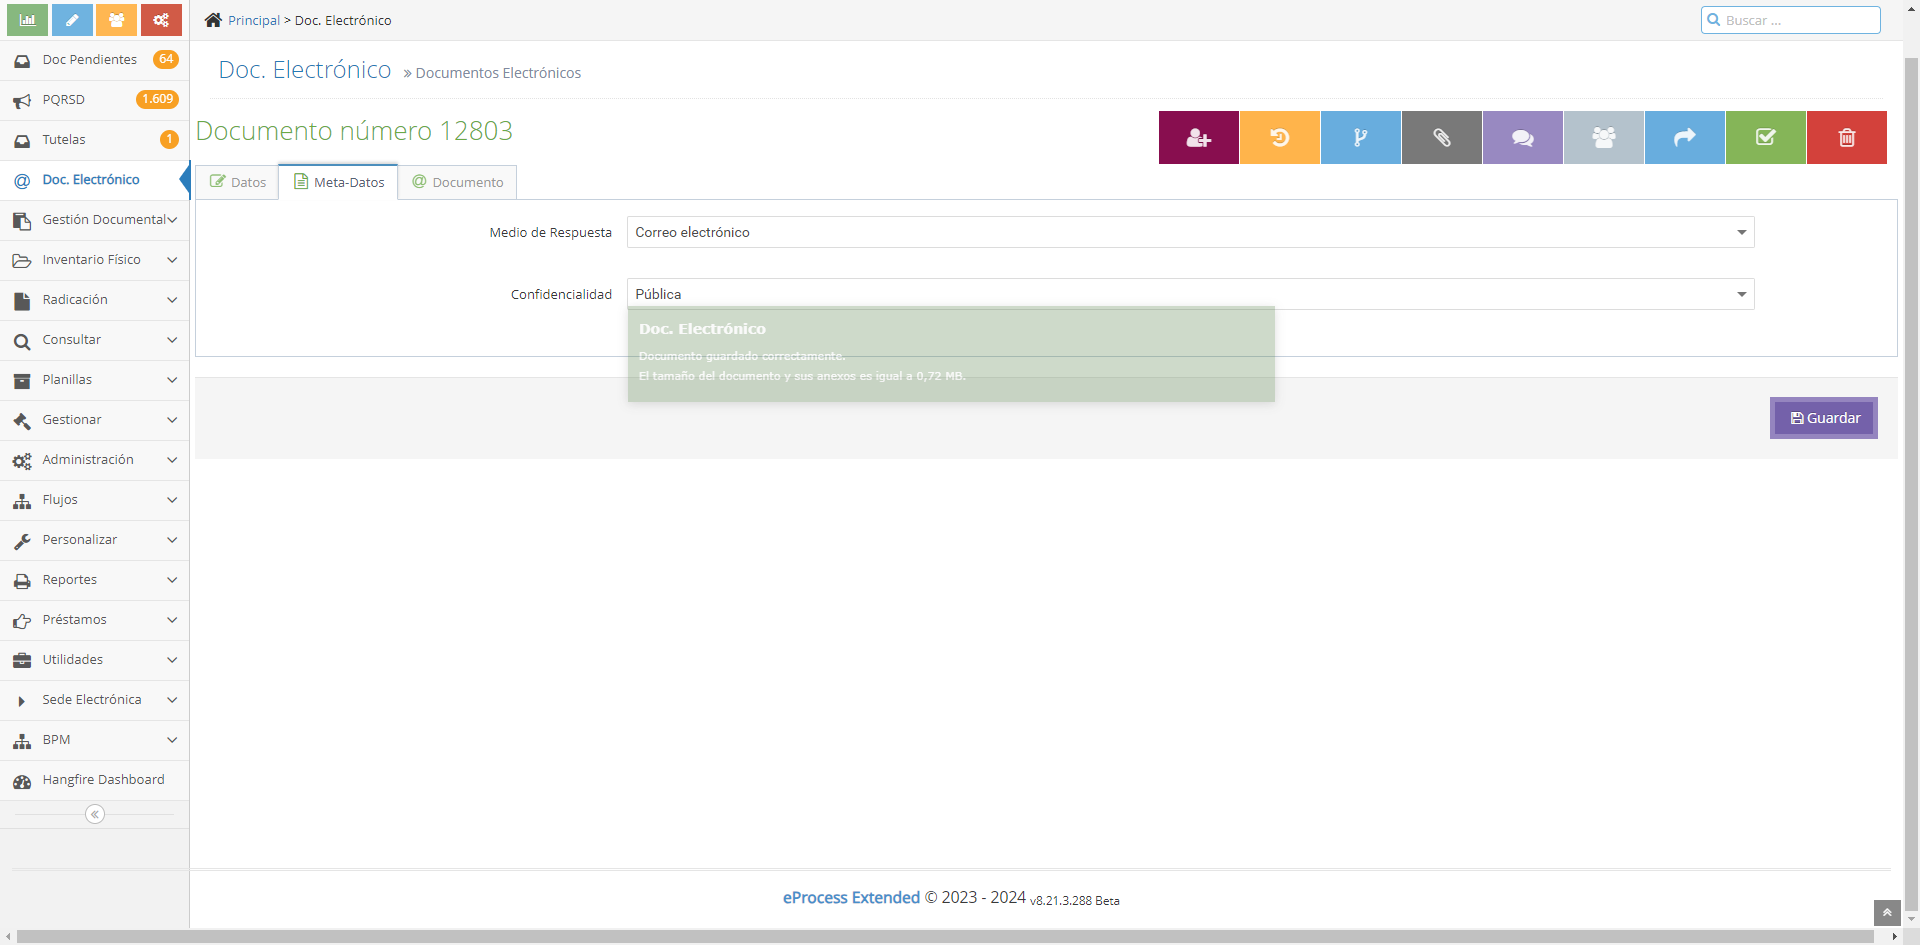 Principal > Doc. Electrónico
Buscar ...
Doc Pendientes 64
PQRSD 1.609
Tutelas 1
@ Doc. Electrónico
Gestión Documental
Inventario Físico
Radicación
Consultar
Planillas
Gestionar
Administración
Flujos
Personalizar
Reportes
Préstamos
Utilidades
Sede Electrónica
BPM
Hangfire Dashboard
Doc. Electrónico » Documentos Electrónicos
Documento número 12803
Datos
Meta-Datos
@ Documento
Medio de Respuesta Correo electrónico
Confidencialidad Pública
Doc. Electrónico
Documento guardado correctamente.
El tamaño del documento y sus anexos es igual a 0,72 MB.
Guardar
eProcess Extended © 2023 - 2024 v8.21.3.288 Beta